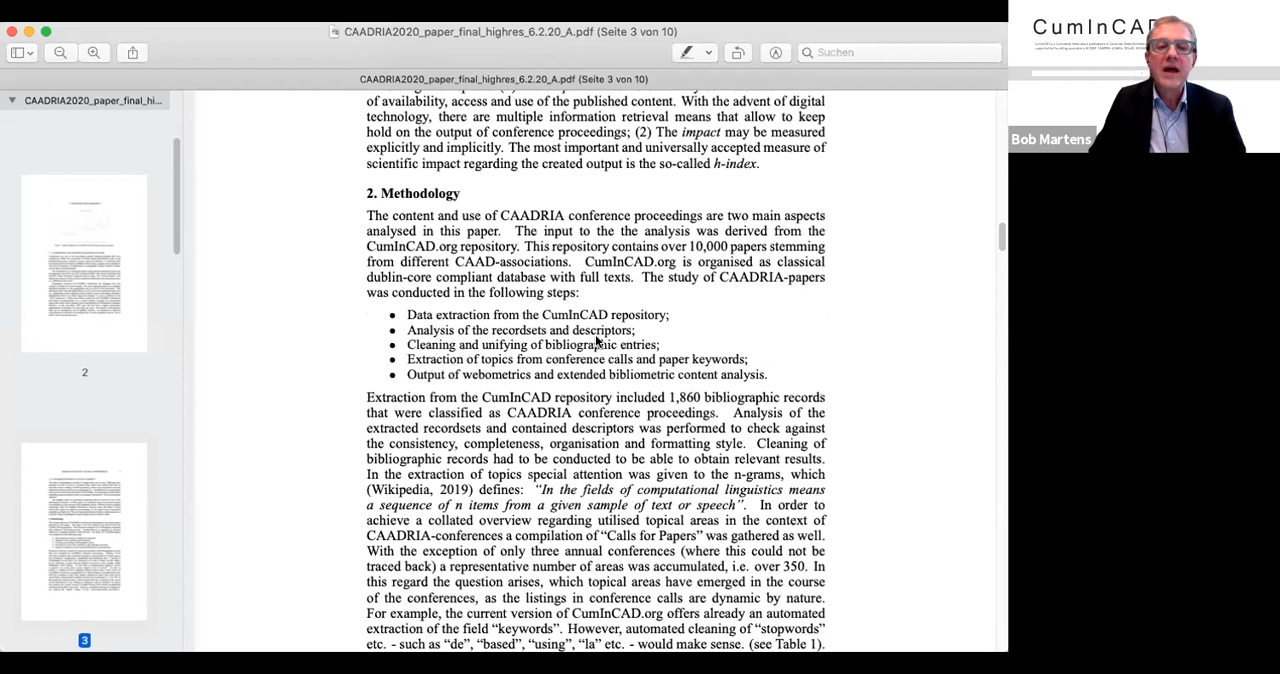 CAADRIA2020_paper_final_highres_6.2.20_A.pdf (Seite 3 von 10)
Suchen
CAADRIA2020_paper_final_highres_6.2.20_A.pdf (Seite 3 von 10)
CAADRIA2020_paper_final_hi...
2
3
of availability, access and use of the published content. With the advent of digital
technology, there are multiple information retrieval means that allow to keep
hold on the output of conference proceedings; (2) The impact may be measured
explicitly and implicitly. The most important and universally accepted measure of
scientific impact regarding the created output is the so-called h-index.
2. Methodology
The content and use of CAADRIA conference proceedings are two main aspects
analysed in this paper. The input to the the analysis was derived from the
CumInCAD.org repository. This repository contains over 10,000 papers stemming
from different CAAD-associations. CumInCAD.org is organised as classical
dublin-core compliant database with full texts. The study of CAADRIA-papers
was conducted in the following steps:
• Data extraction from the CumInCAD repository;
• Analysis of the recordsets and descriptors;
• Cleaning and unifying of bibliographic entries;
• Extraction of topics from conference calls and paper keywords;
• Output of webometrics and extended bibliometric content analysis.
Extraction from the CumInCAD repository included 1,860 bibliographic records
that were classified as CAADRIA conference proceedings. Analysis of the
extracted recordsets and contained descriptors was performed to check against
the consistency, completeness, organisation and formatting style. Cleaning of
bibliographic records had to be conducted to be able to obtain relevant results.
In the extraction of topics special attention was given to the n-grams, which
(Wikipedia, 2019) - "in the fields of computational linguistics means
a sequence of n items from a given sample of text or speech". In order to
achieve a detailed view regarding outlined topical areas in the context of
CAADRIA-conferences available "Calls for Papers" was gathered as well.
With the exception of two annual conferences (where this could not be
traced back) a reportable number of areas was accumulated, i.e. over 350. In
this regard, the question arises which topical areas have emerged in the course
of the conferences, as the listings in conference calls are dynamic by nature.
For example, the current version of CumInCAD.org offers already an automated
extraction of the field “keywords”. However, automated cleaning of “stopwords”
etc. - such as “de”, “based”, “using”, “la” etc. - would make sense. (see Table 1).
CumInCAD
Bob Martens